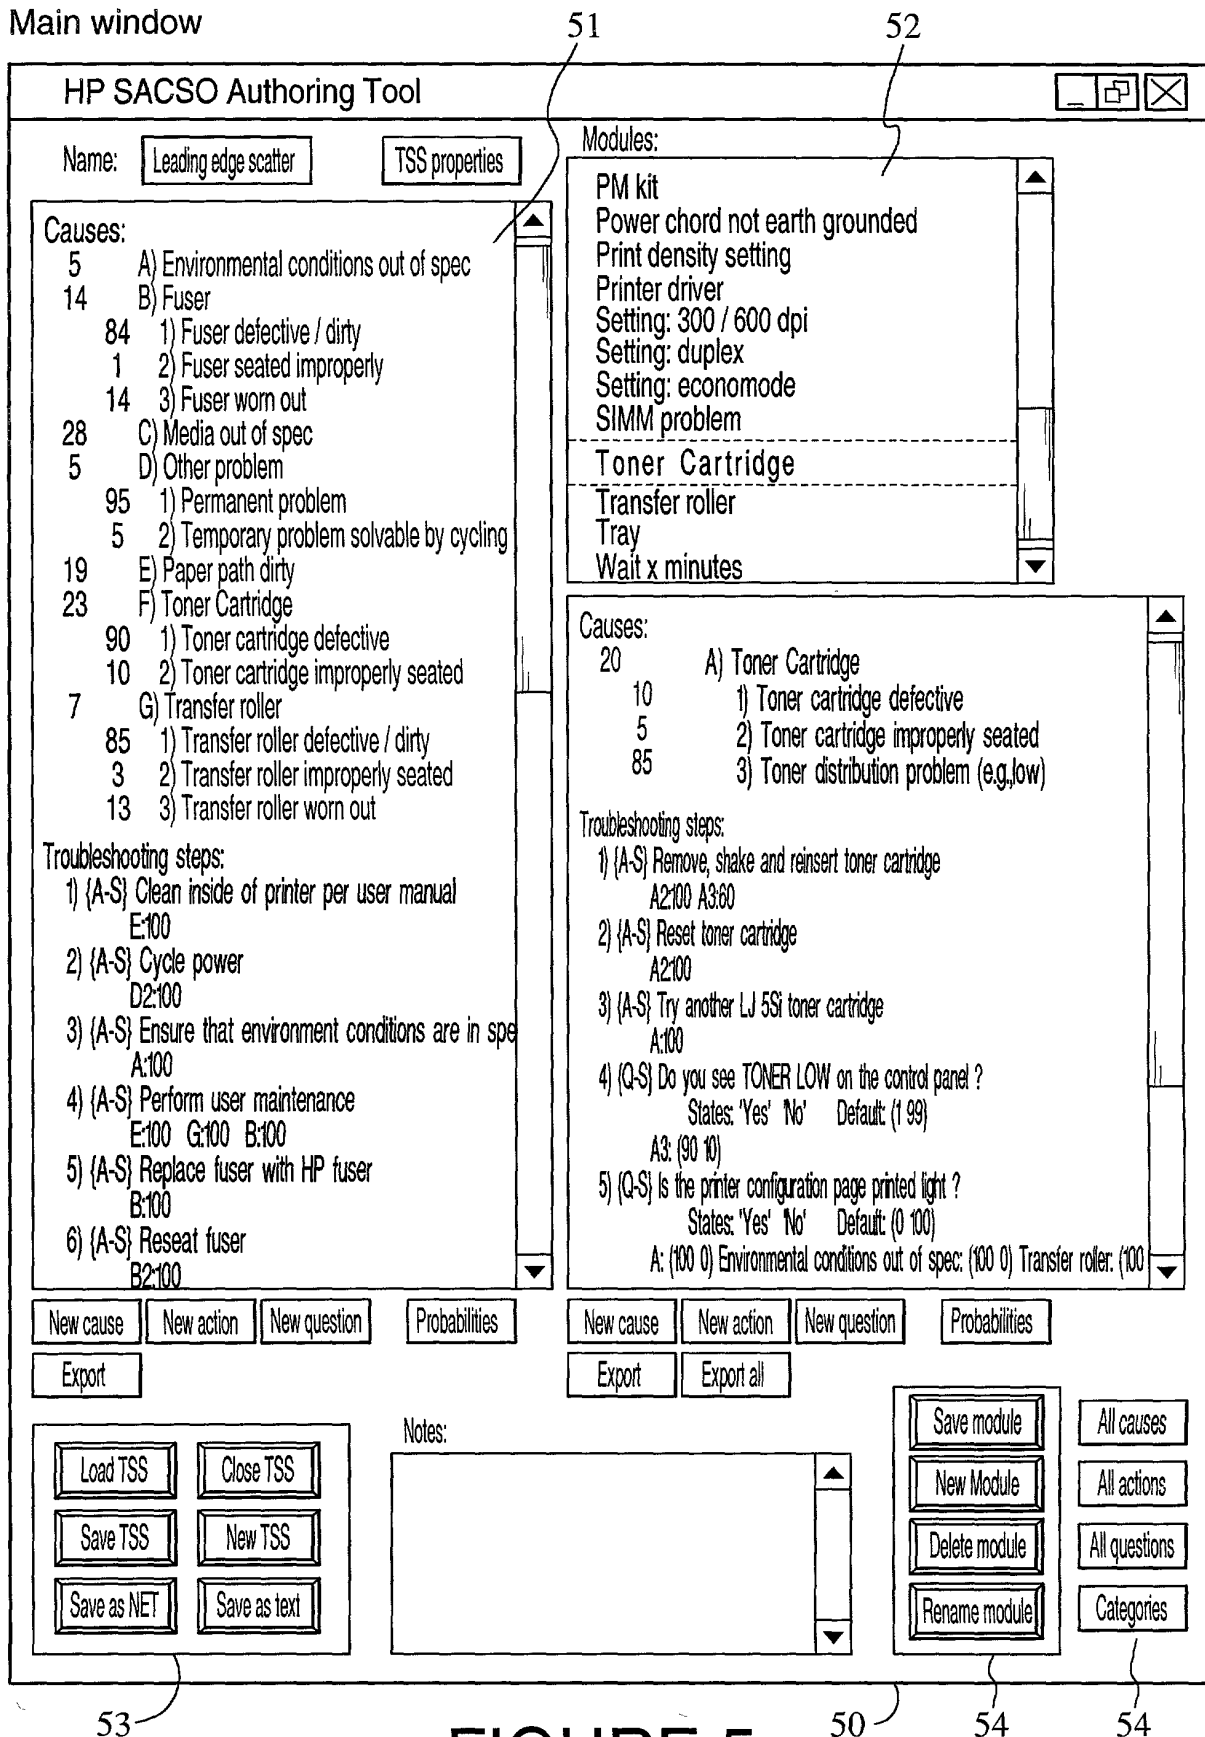 Main window
51
52
HP SACSO Authoring Tool
Name:
Leading edge scatter
TSS properties
Causes:
5 A) Environmental conditions out of spec
14 B) Fuser
84 1) Fuser defective / dirty
1 2) Fuser seated improperly
14 3) Fuser worn out
28 C) Media out of spec
5 D) Other problem
95 1) Permanent problem
5 2) Temporary problem solvable by cycling
19 E) Paper path dirty
23 F) Toner Cartridge
90 1) Toner cartridge defective
10 2) Toner cartridge improperly seated
7 G) Transfer roller
85 1) Transfer roller defective / dirty
3 2) Transfer roller improperly seated
13 3) Transfer roller worn out
Troubleshooting steps:
1) {A-S} Clean inside of printer per user manual
E:100
2) {A-S} Cycle power
D2:100
3) {A-S} Ensure that environment conditions are in spe
A:100
4) {A-S} Perform user maintenance
E:100 G:100 B:100
5) {A-S} Replace fuser with HP fuser
B:100
6) {A-S} Reseat fuser
B2:100
New cause
New action
New question
Probabilities
Export
Modules:
PM kit
Power chord not earth grounded
Print density setting
Printer driver
Setting: 300 / 600 dpi
Setting: duplex
Setting: economode
SIMM problem
Toner Cartridge
Transfer roller
Tray
Wait x minutes
Causes:
20 A) Toner Cartridge
10 1) Toner cartridge defective
5 2) Toner cartridge improperly seated
85 3) Toner distribution problem (e.g.,low)
Troubleshooting steps:
1) {A-S} Remove, shake and reinsert toner cartridge
A2:100 A3:60
2) {A-S} Reset toner cartridge
A2:100
3) {A-S} Try another LJ 5Si toner cartridge
A:100
4) {Q-S} Do you see TONER LOW on the control panel ?
States: 'Yes' 'No' Default: (1 99)
A3: (90 10)
5) {Q-S} Is the printer configuration page printed light ?
States: 'Yes' 'No' Default: (0 100)
A: (100 0) Environmental conditions out of spec: (100 0) Transfer roller: (100
New cause
New action
New question
Probabilities
Export
Export all
Load TSS
Close TSS
Save TSS
New TSS
Save as NET
Save as text
Notes:
Save module
New Module
Delete module
Rename module
All causes
All actions
All questions
Categories
53
50
54
54
FIGURE 5